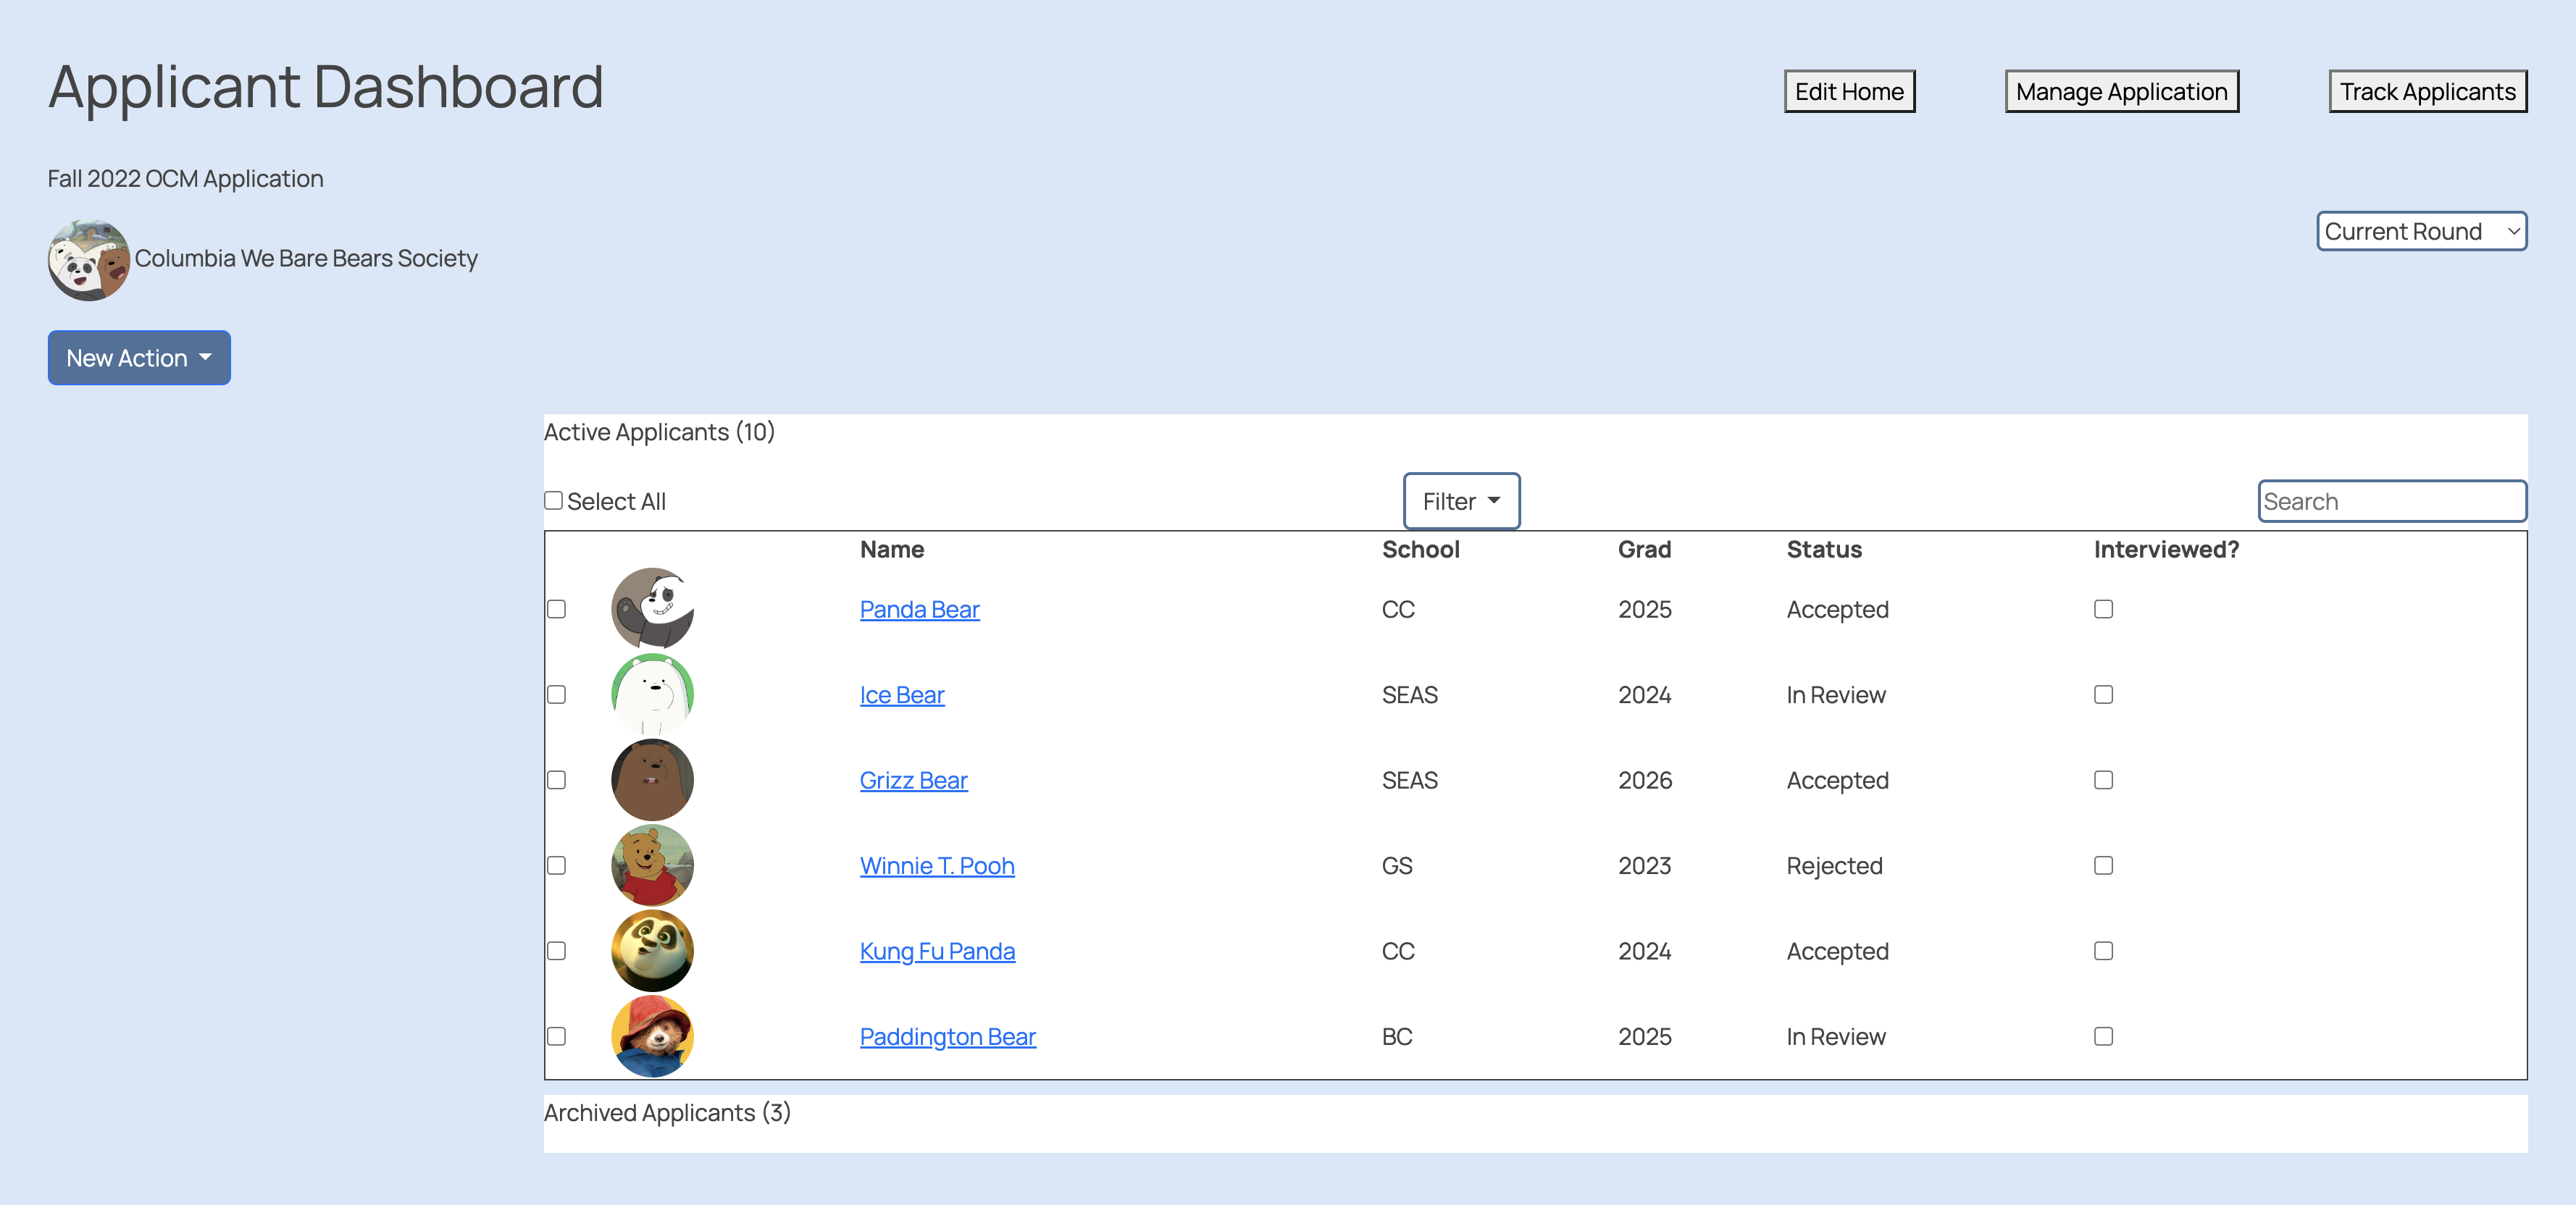 Applicant Dashboard
Edit Home
Manage Application
Track Applicants
Fall 2022 OCM Application
Columbia We Bare Bears Society
Current Round
New Action
Active Applicants (10)
Select All
Filter
Search
Name School Grad Status Interviewed?
Panda Bear CC 2025 Accepted
Ice Bear SEAS 2024 In Review
Grizz Bear SEAS 2026 Accepted
Winnie T. Pooh GS 2023 Rejected
Kung Fu Panda CC 2024 Accepted
Paddington Bear BC 2025 In Review
Archived Applicants (3)